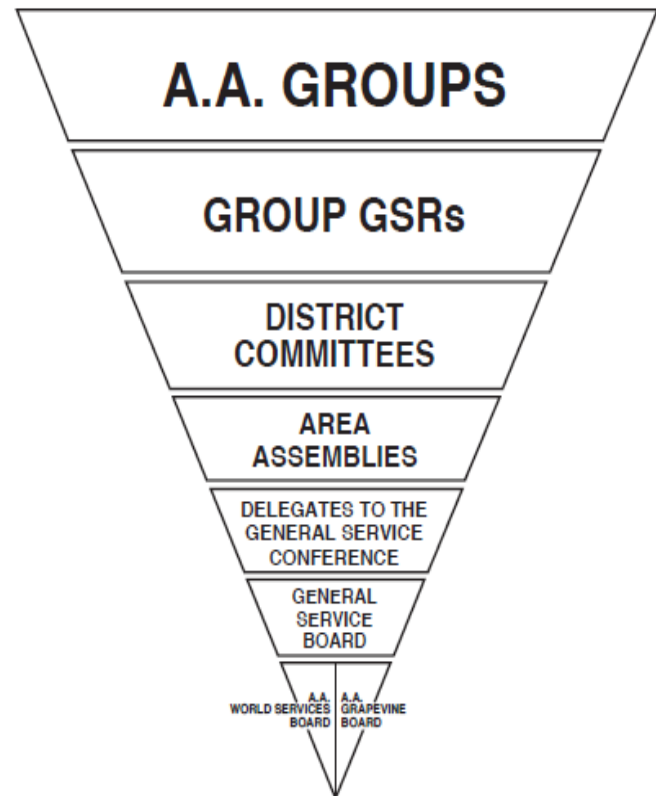 A.A. GROUPS
GROUP GSRs
DISTRICT
COMMITTEES
AREA
ASSEMBLIES
DELEGATES TO THE
GENERAL SERVICE
CONFERENCE
GENERAL
SERVICE
BOARD
A.A.
WORLD SERVICES
BOARD
A.A.
GRAPEVINE
BOARD